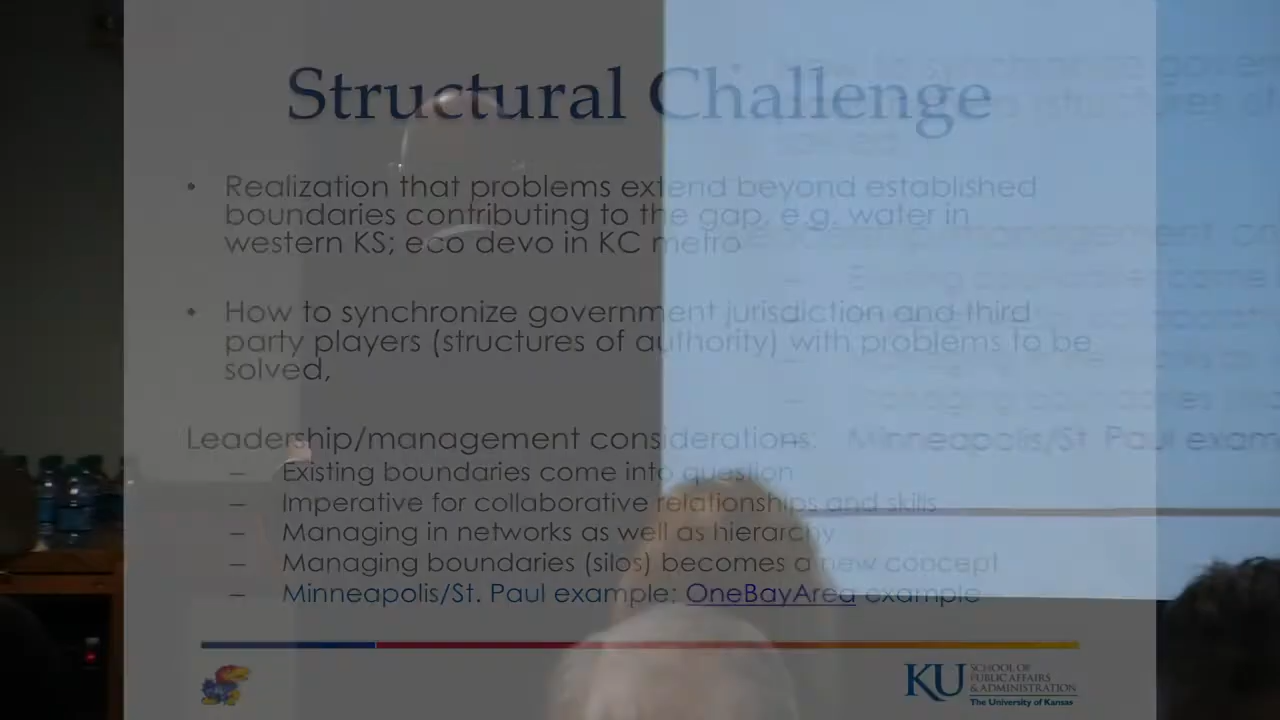 Structural Challenge
• Realization that problems extend beyond established
boundaries contributing to the gap, e.g. water in
western KS; eco devo in KC metro
• How to synchronize government jurisdiction and third
party players (structures of authority) with problems to be
solved,
Leadership/management considerations:
– Existing boundaries come into question
– Imperative for collaborative relationships and skills
– Managing in networks as well as hierarchy
– Managing boundaries (silos) becomes a new concept
– Minneapolis/St. Paul example; OneBayArea example
Minneapolis/St. Paul exam
KU SCHOOL OF
PUBLIC AFFAIRS
& ADMINISTRATION
The University of Kansas